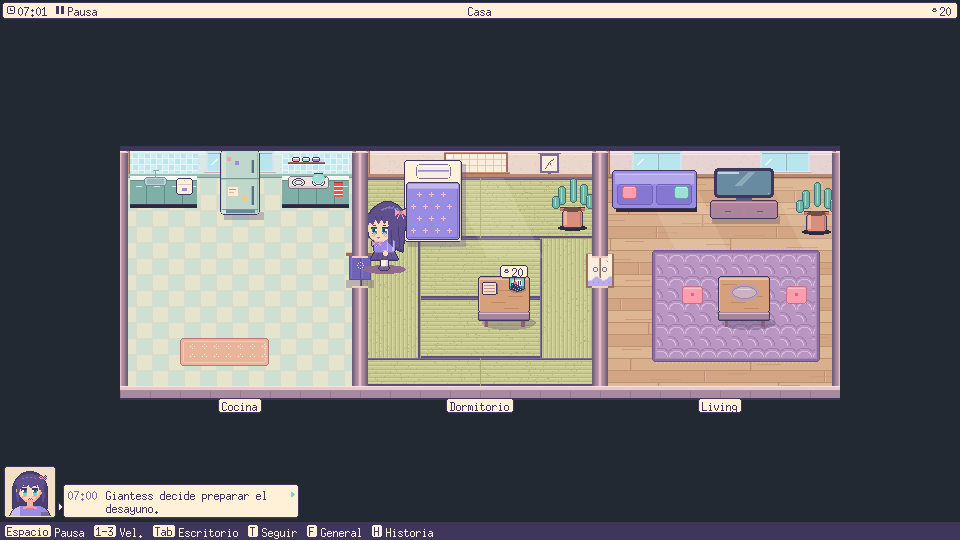 07:01 Pausa
Casa
20
20
Cocina
Dormitorio
Living
07:00 Giantess decide preparar el
desayuno.
Espacio Pausa 1-3 Vel. Tab Escritorio T Seguir F General H Historia